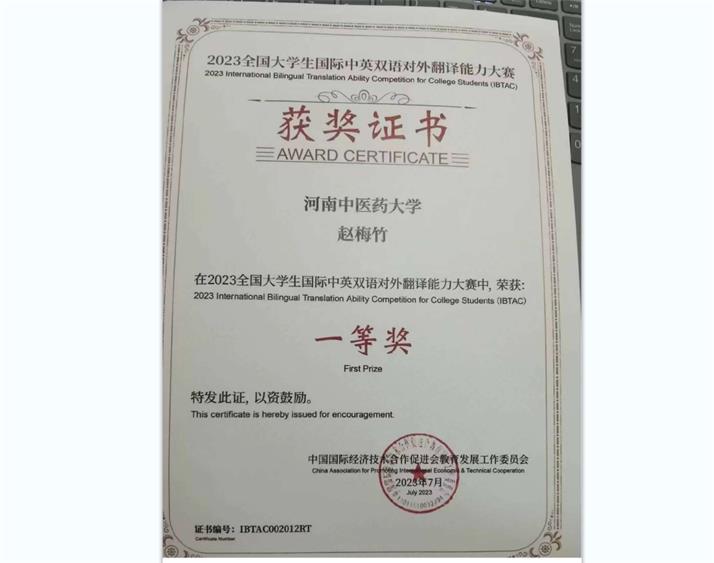 2023全国大学生国际中英双语对外翻译能力大赛
2023 International Bilingual Translation Ability Competition for College Students (IBTAC)
获奖证书
AWARD CERTIFICATE
河南中医药大学
赵梅竹
在2023全国大学生国际中英双语对外翻译能力大赛中, 荣获:
2023 International Bilingual Translation Ability Competition for College Students (IBTAC)
一等奖
First Prize
特发此证, 以资鼓励。
This certificate is hereby issued for encouragement.
中国国际经济技术合作促进会教育发展工作委员会
China Association for Promoting International Economic & Technical Cooperation
2023年7月
July 2023
证书编号: IBTAC002012RT
Certificate Number